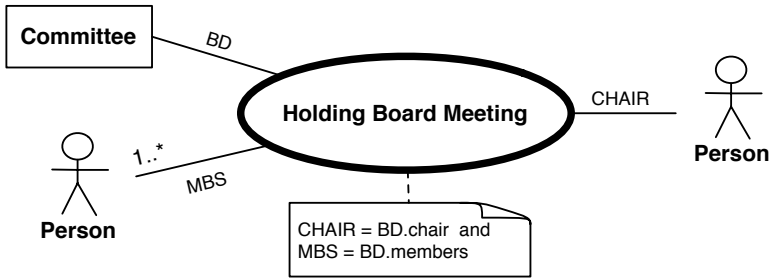 Committee
BD
Holding Board Meeting
CHAIR
Person
1..*
MBS
Person
CHAIR = BD.chair and
MBS = BD.members